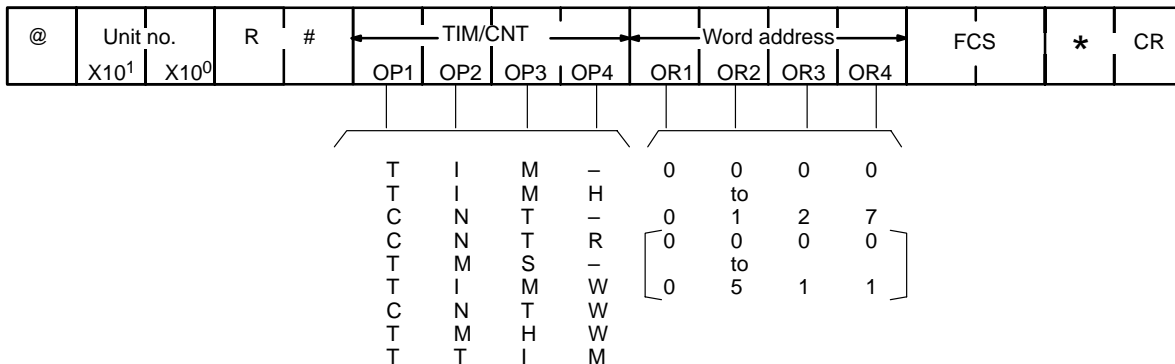 @ Unit no. R # TIM/CNT Word address FCS * CR
X10¹ X10⁰ OP1 OP2 OP3 OP4 OR1 OR2 OR3 OR4
T I M – 0 0 0 0
T I M H to
C N T – 0 1 2 7
C N T R 0 0 0 0
T M S – to
T I M W 0 5 1 1
C N T W
T M H W
T T I M